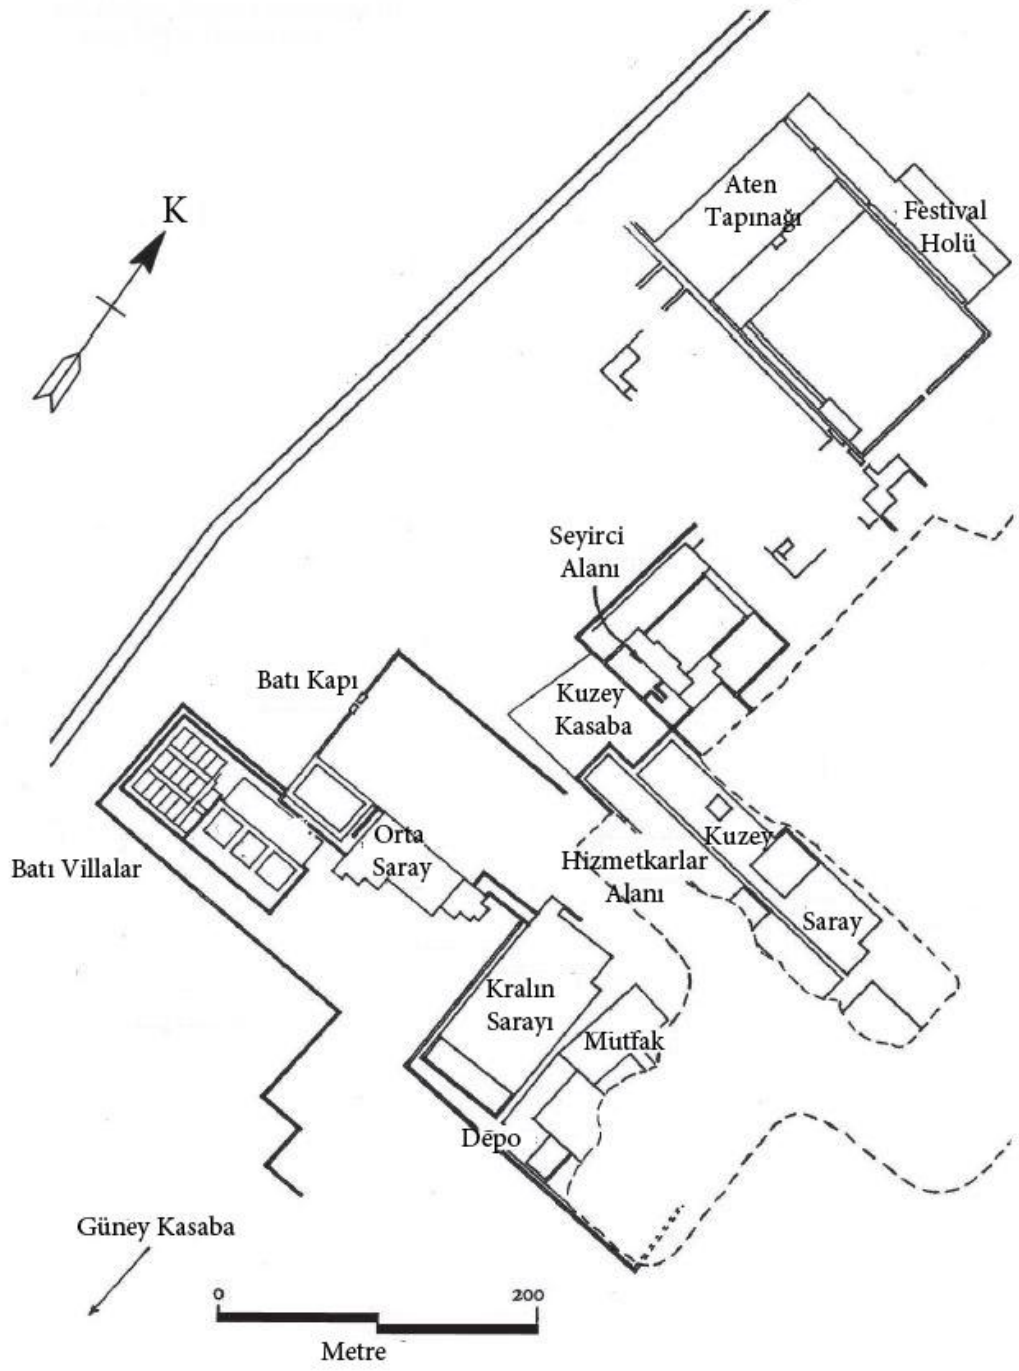 K
Aten
Tapınağı
Festival
Holü
Seyirci
Alanı
Batı Kapı
Kuzey
Kasaba
Orta
Saray
Kuzey
Saray
Hizmetkarlar
Alanı
Batı Villalar
Kralın
Sarayı
Mutfak
Depo
Güney Kasaba
0 200
Metre